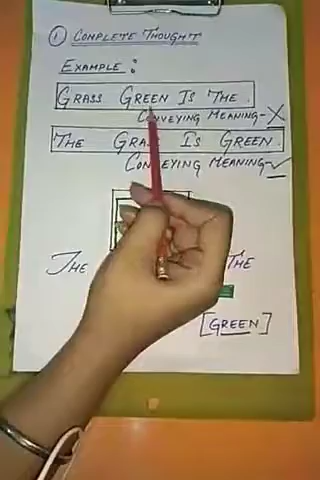 ① COMPLETE THOUGHT
EXAMPLE :
GRASS GREEN IS THE.
CONVEYING MEANING - X
THE GRASS IS GREEN.
CONVEYING MEANING - ✓
THE THE
[GREEN]